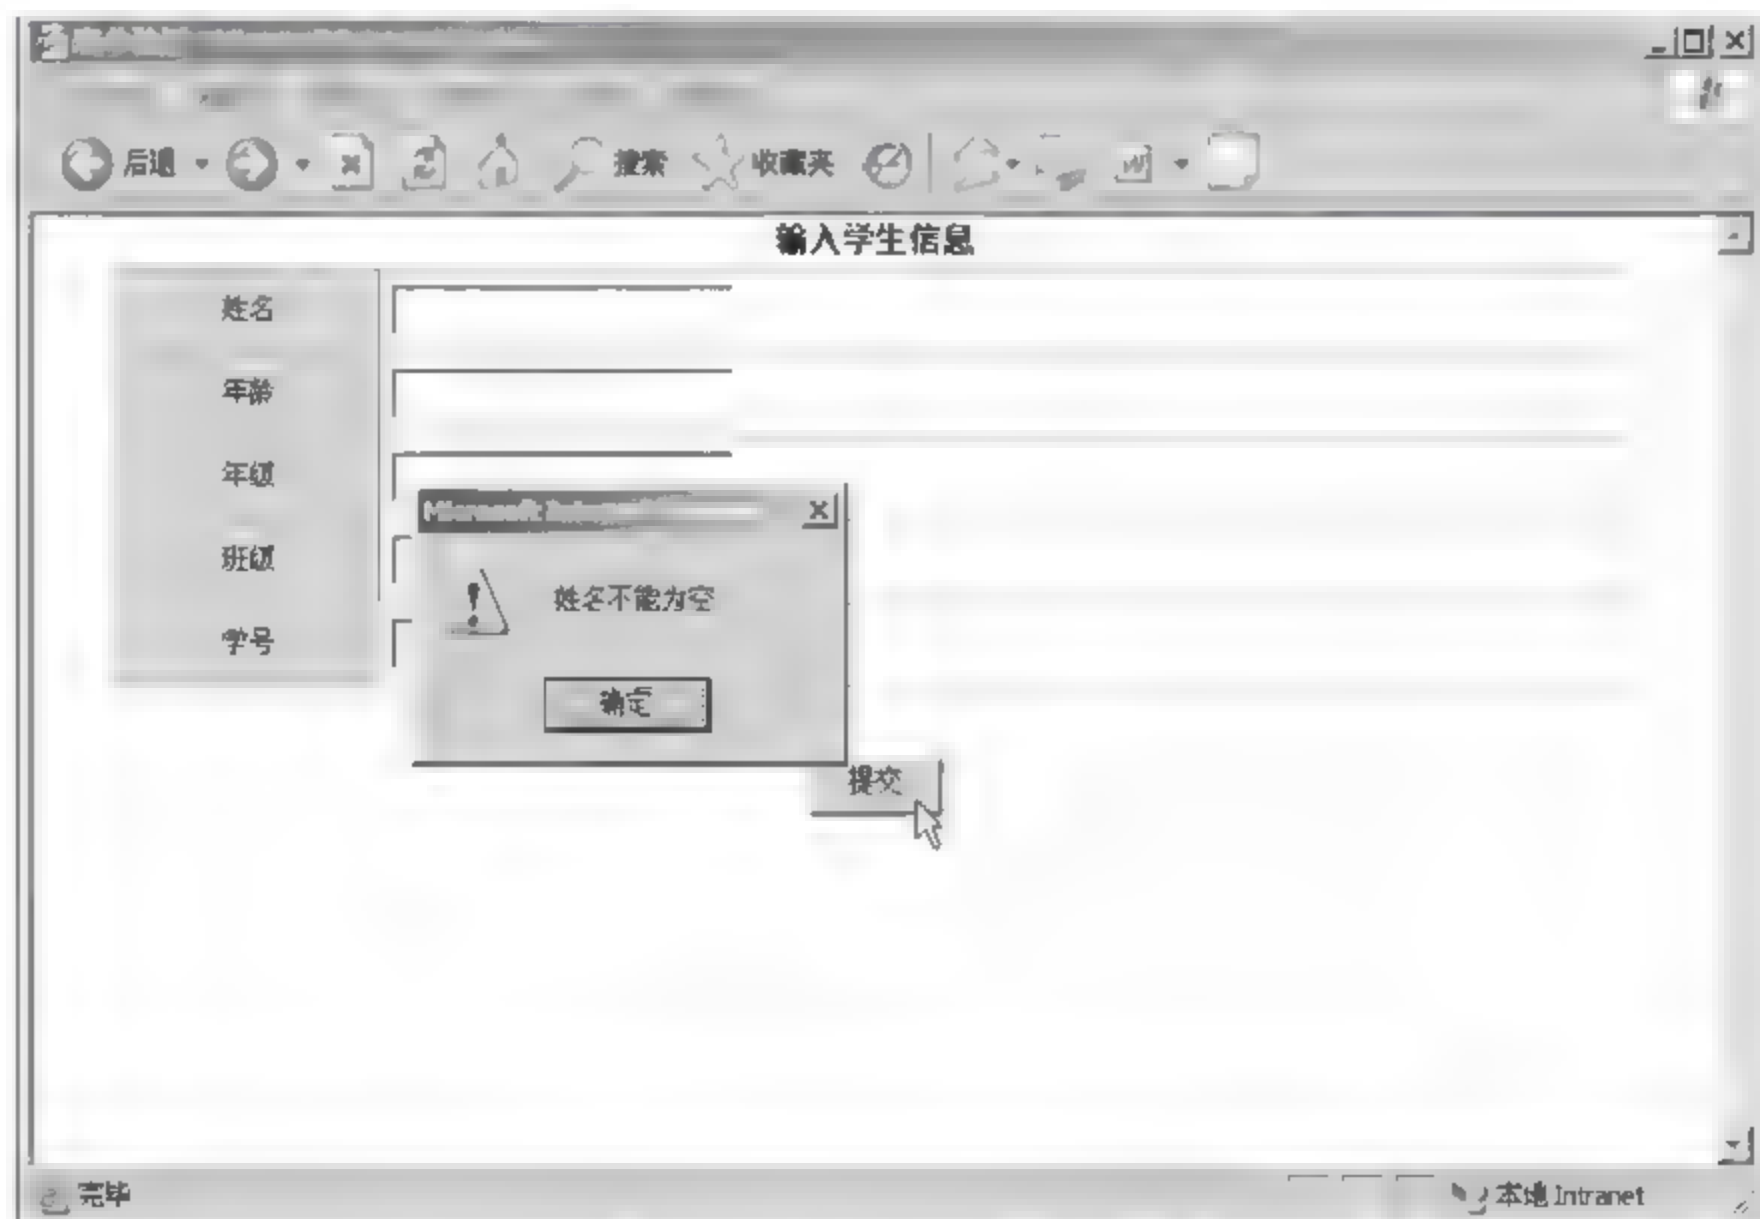 后退
搜索
收藏夹
输入学生信息
姓名
年龄
年级
班级
学号
姓名不能为空
确定
提交
完毕
本地 Intranet